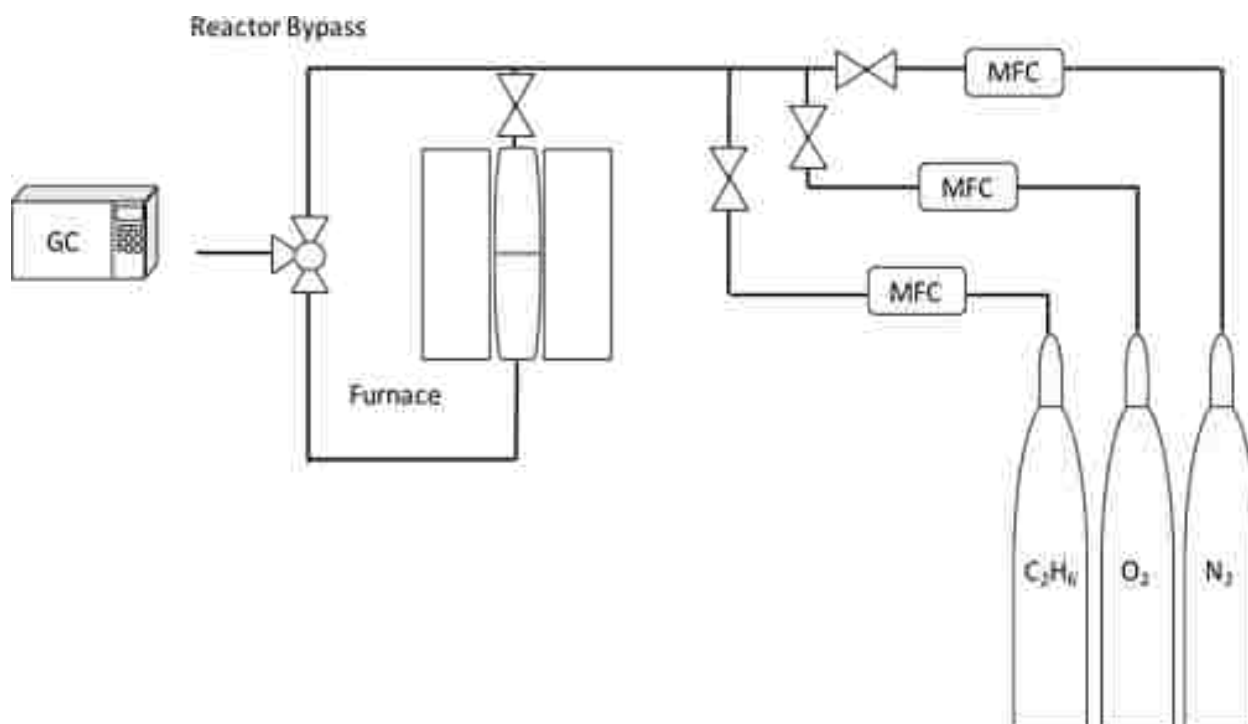 Reactor Bypass
MFC
MFC
GC
MFC
Furnace
C₂H₆
O₂
N₂